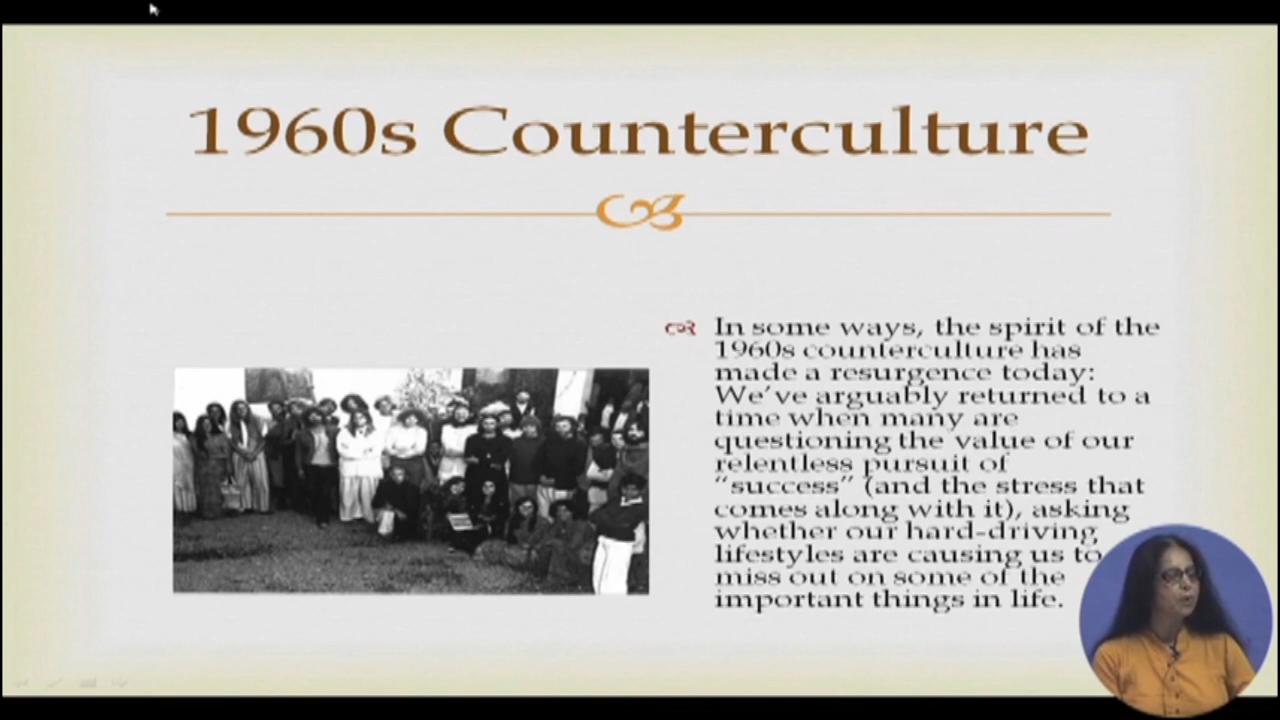 1960s Counterculture
In some ways, the spirit of the
1960s counterculture has
made a resurgence today:
We've arguably returned to a
time when many are
questioning the value of our
relentless pursuit of
"success" (and the stress that
comes along with it), asking
whether our hard-driving
lifestyles are causing us to
miss out on some of the
important things in life.